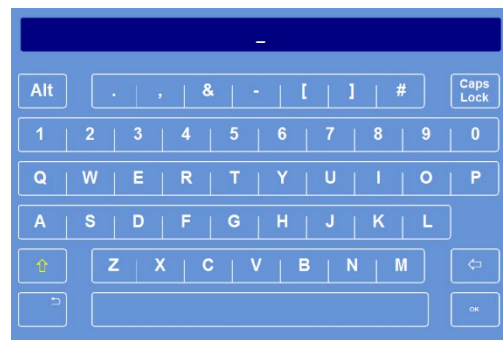 _
Alt . , & - [ ] # Caps Lock
1 2 3 4 5 6 7 8 9 0
Q W E R T Y U I O P
A S D F G H J K L
Z X C V B N M
OK